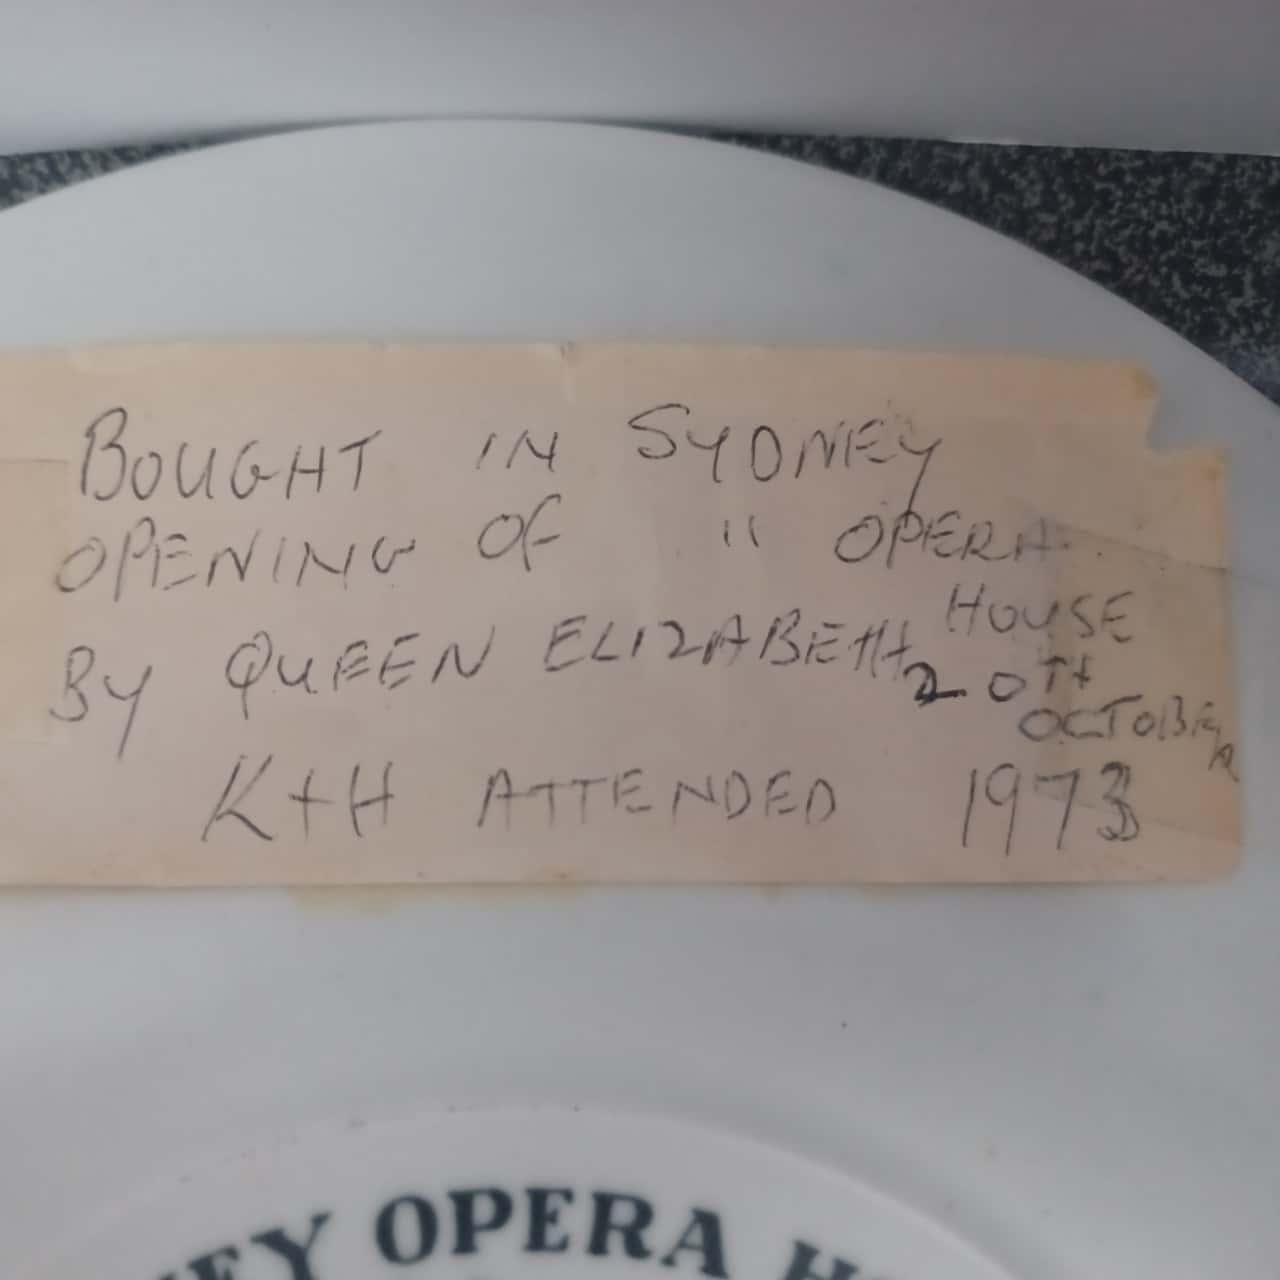 BOUGHT IN SYDNEY
OPENING OF " OPERA
HOUSE
BY QUEEN ELIZABETH 20TH
OCTOBER
K+H ATTENDED 1973
OPERA